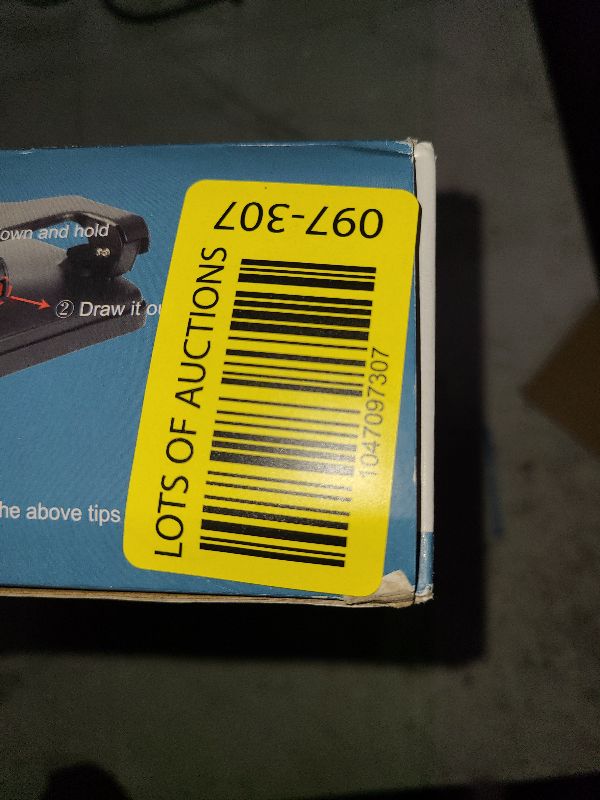 own and hold
② Draw it o
he above tips
097-307
LOTS OF AUCTIONS
1047097307